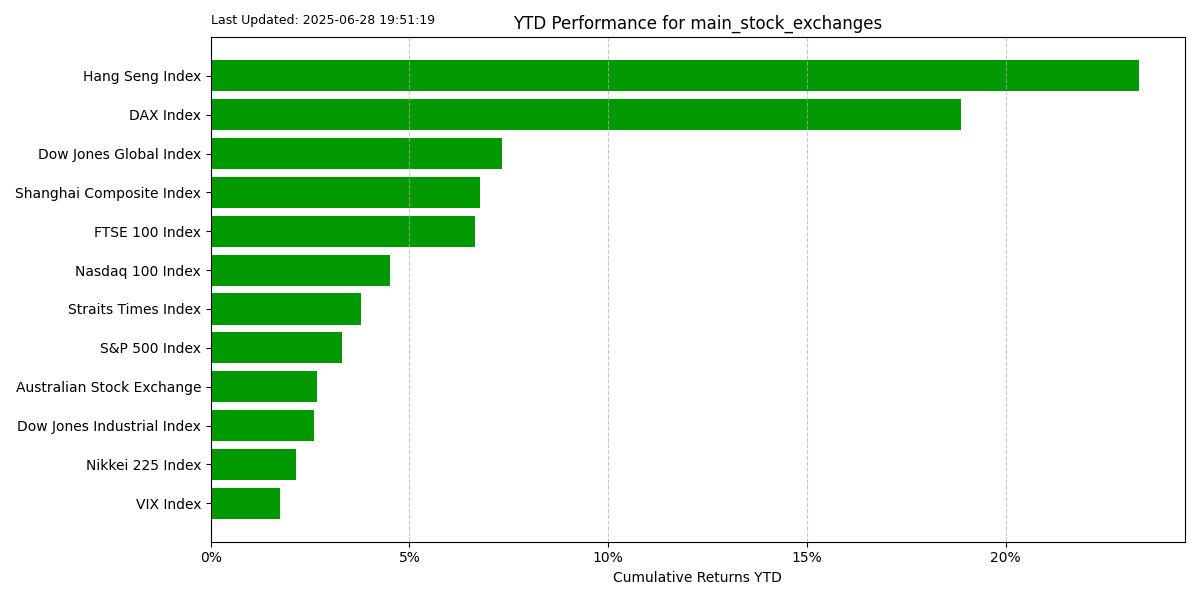 Last Updated: 2025-06-28 19:51:19
YTD Performance for main_stock_exchanges
Hang Seng Index
DAX Index
Dow Jones Global Index
Shanghai Composite Index
FTSE 100 Index
Nasdaq 100 Index
Straits Times Index
S&P 500 Index
Australian Stock Exchange
Dow Jones Industrial Index
Nikkei 225 Index
VIX Index
0% 5% 10% 15% 20%
Cumulative Returns YTD